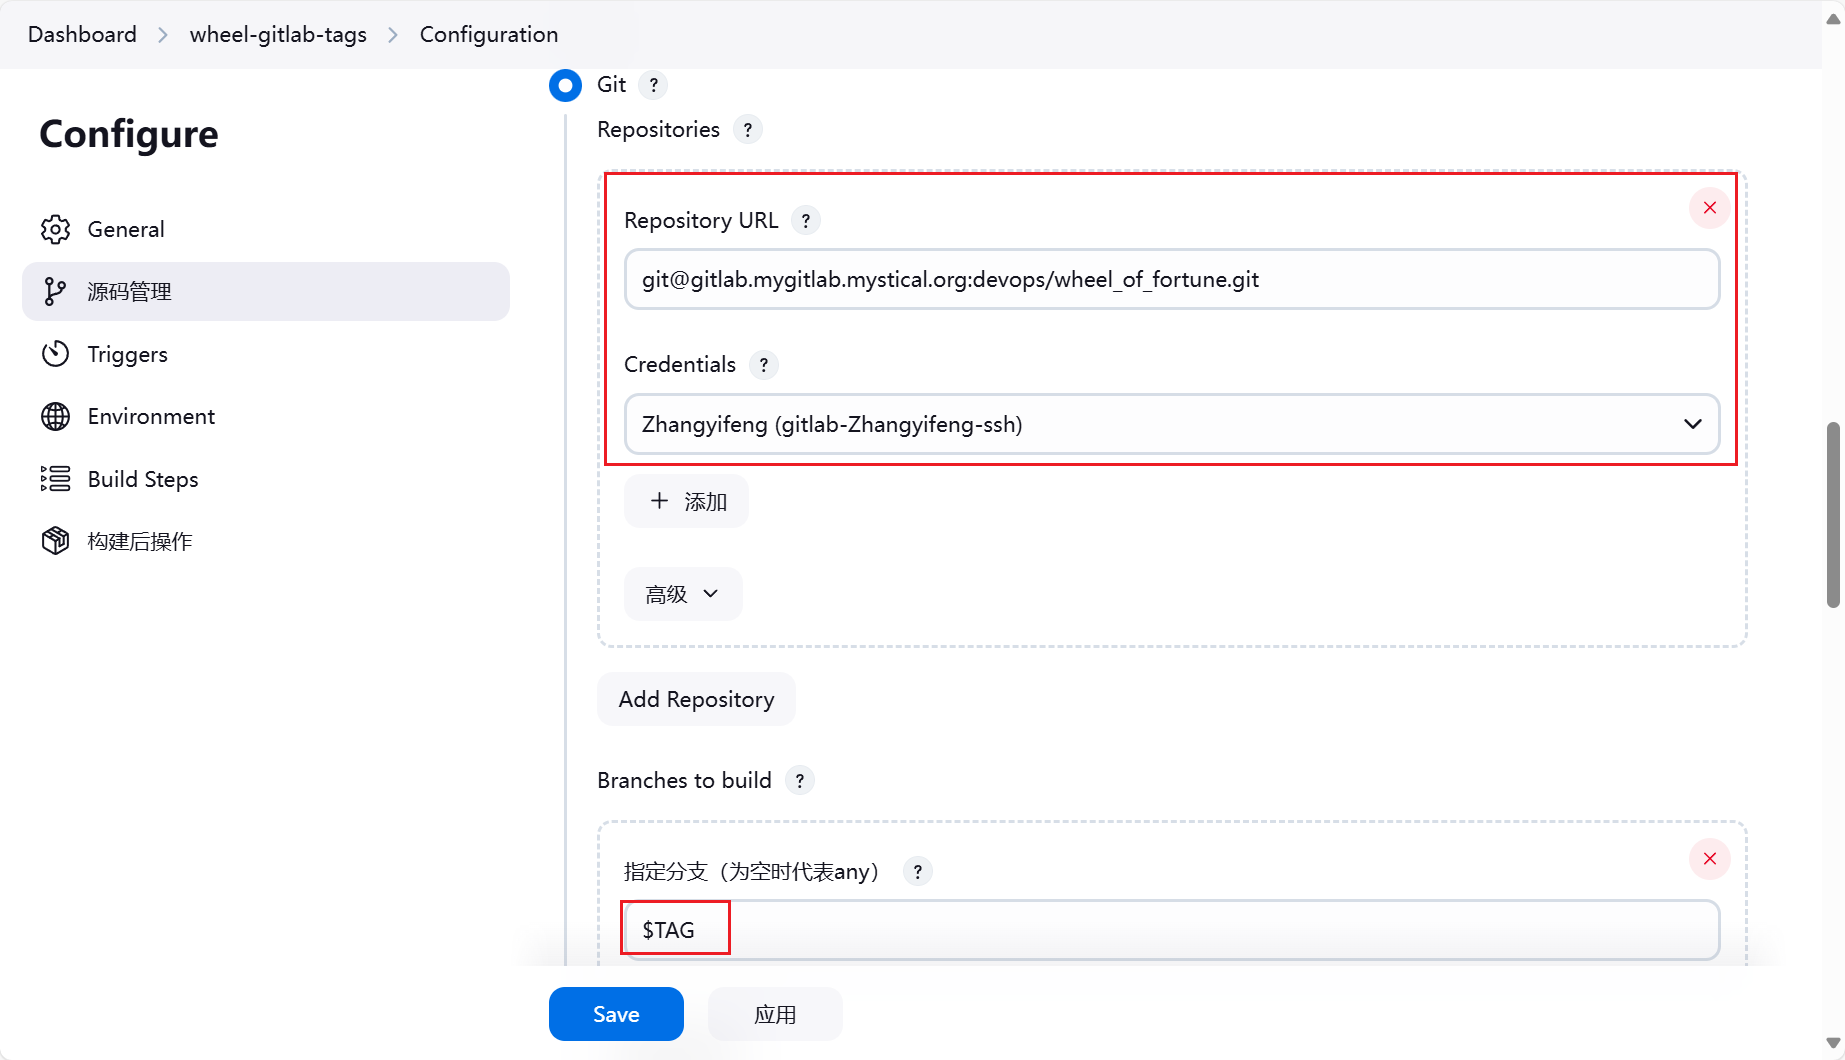 Dashboard > wheel-gitlab-tags > Configuration
Configure
General
源码管理
Triggers
Environment
Build Steps
构建后操作
Git ?
Repositories ?
Repository URL ?
git@gitlab.mygitlab.mystical.org:devops/wheel_of_fortune.git
Credentials ?
Zhangyifeng (gitlab-Zhangyifeng-ssh)
+ 添加
高级
Add Repository
Branches to build ?
指定分支（为空时代表any） ?
$TAG
Save 应用